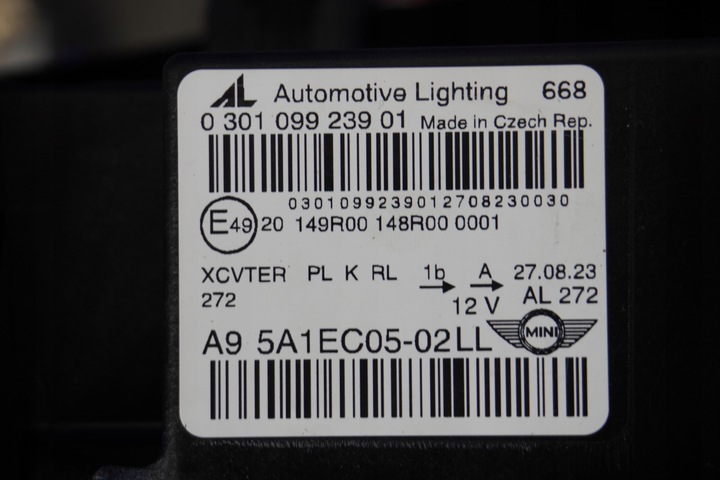 AL Automotive Lighting 668
0 301 099 239 01 Made in Czech Rep.
0301099239012708230030
E49 20 149R00 148R00 0001
XCVTER PL K RL 1b A 27.08.23
272 12 V AL 272
MINI
A9 5A1EC05-02LL